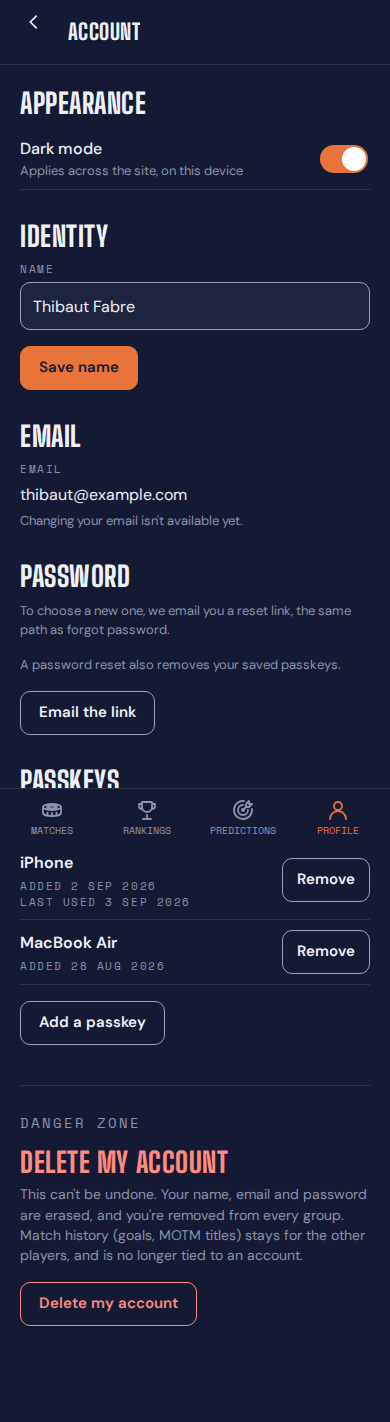 ACCOUNT
APPEARANCE
Dark mode
Applies across the site, on this device
IDENTITY
NAME
Thibaut Fabre
Save name
EMAIL
EMAIL
thibaut@example.com
Changing your email isn't available yet.
PASSWORD
To choose a new one, we email you a reset link, the same
path as forgot password.
A password reset also removes your saved passkeys.
Email the link
PASSKEYS
MATCHES
RANKINGS
PREDICTIONS
PROFILE
iPhone
ADDED 2 SEP 2026
LAST USED 3 SEP 2026
Remove
MacBook Air
ADDED 28 AUG 2026
Remove
Add a passkey
DANGER ZONE
DELETE MY ACCOUNT
This can't be undone. Your name, email and password
are erased, and you're removed from every group.
Match history (goals, MOTM titles) stays for the other
players, and is no longer tied to an account.
Delete my account